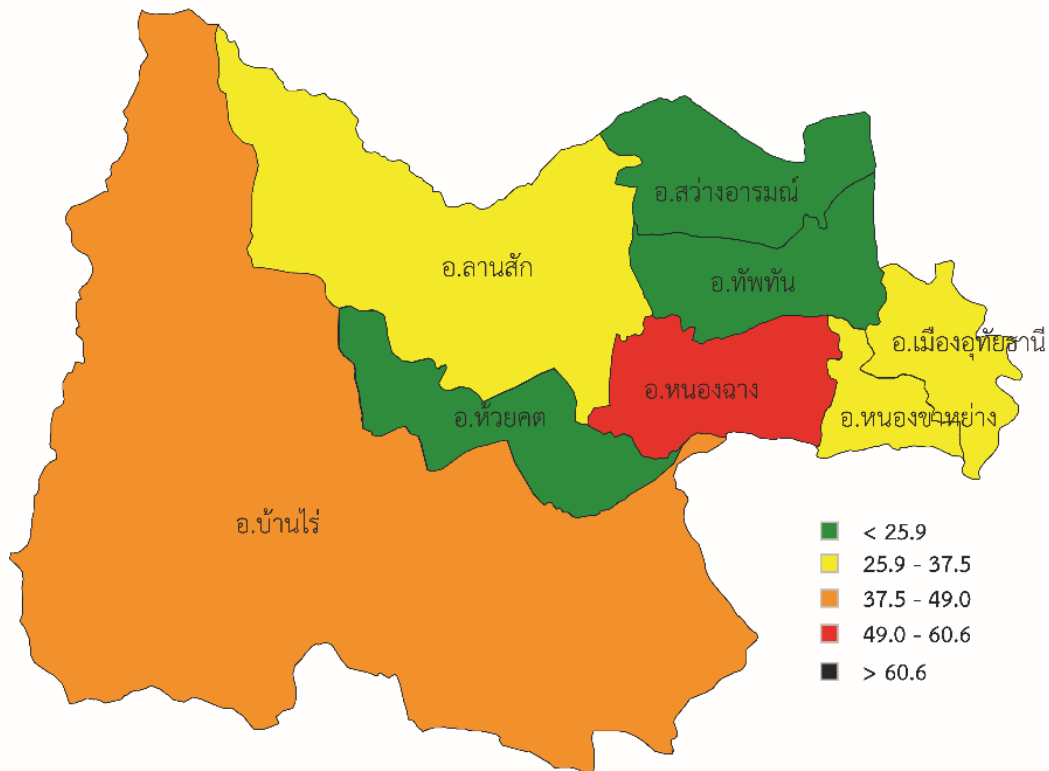 อ.สว่างอารมณ์
อ.ลานสัก
อ.ทัพทัน
อ.เมืองอุทัยธานี
อ.หนองฉาง
อ.ห้วยคต
อ.หนองขาหย่าง
อ.บ้านไร่
< 25.9
25.9 - 37.5
37.5 - 49.0
49.0 - 60.6
> 60.6